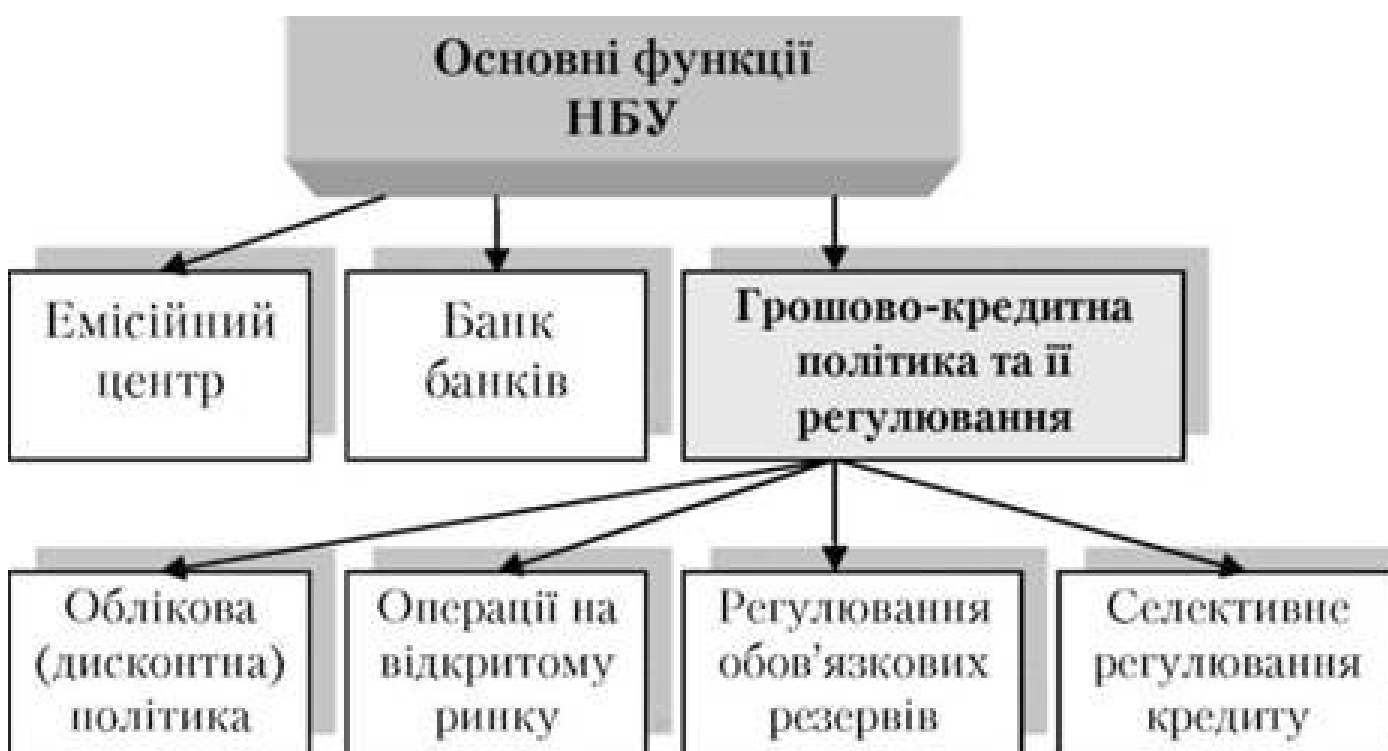 Основні функції
НБУ
Емісійний
центр
Банк
банків
Грошово-кредитна
політика та її
регулювання
Облікова
(дисконтна)
політика
Операції на
відкритому
ринку
Регулювання
обов’язкових
резервів
Селективне
регулювання
кредиту